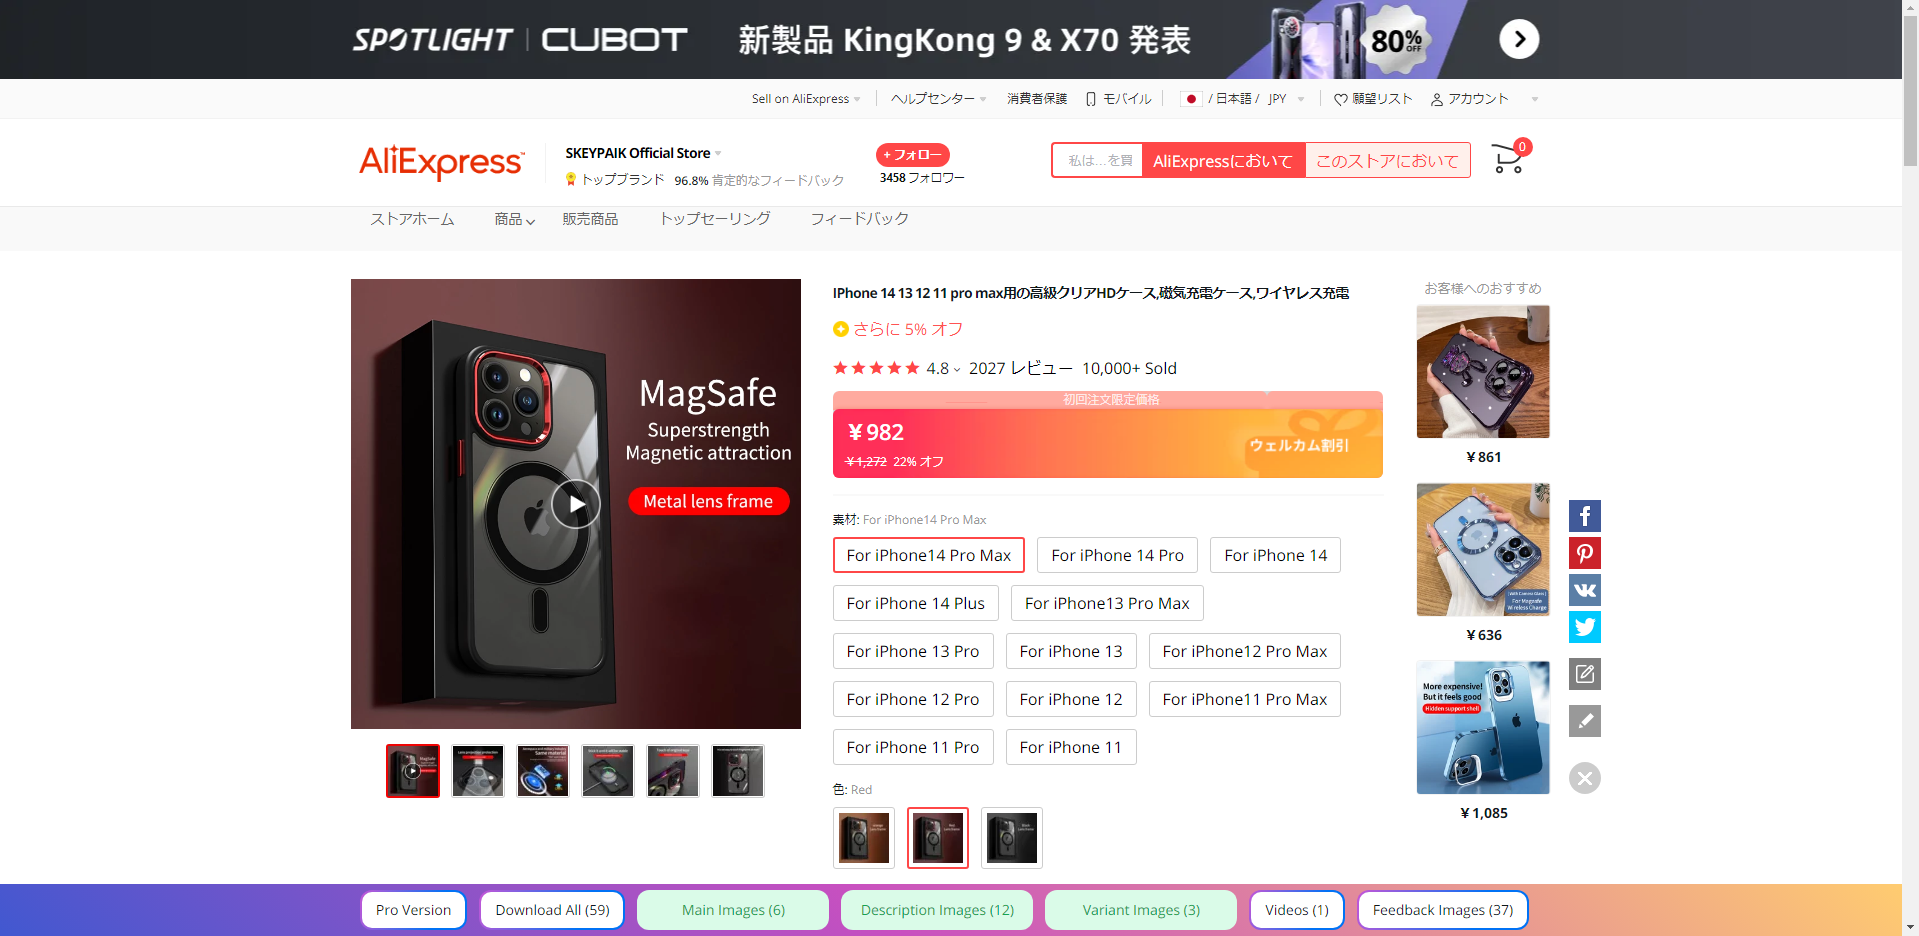 SPOTLIGHT | CUBOT 新製品 KingKong 9 & X70 発表 80% OFF
Sell on AliExpress ヘルプセンター 消費者保護 モバイル / 日本語 / JPY 願望リスト アカウント
AliExpress™
SKEYPAIK Official Store
トップブランド 96.8% 肯定的なフィードバック
+ フォロー
3458 フォロワー
私は...を買 AliExpressにおいて このストアにおいて
0
ストアホーム 商品 販売商品 トップセーリング フィードバック
MagSafe
Superstrength
Magnetic attraction
Metal lens frame
IPhone 14 13 12 11 pro max用の高級クリアHDケース,磁気充電ケース,ワイヤレス充電
さらに 5% オフ
4.8 2027 レビュー 10,000+ Sold
初回注文限定価格
¥982
¥1,272 22% オフ
ウェルカム割引
素材: For iPhone14 Pro Max
For iPhone14 Pro Max For iPhone 14 Pro For iPhone 14
For iPhone 14 Plus For iPhone13 Pro Max
For iPhone 13 Pro For iPhone 13 For iPhone12 Pro Max
For iPhone 12 Pro For iPhone 12 For iPhone11 Pro Max
For iPhone 11 Pro For iPhone 11
色: Red
お客様へのおすすめ
¥861
For Magsafe
Wireless Charge
¥636
More expensive!
But it feels good
Hidden support shell
¥1,085
Pro Version Download All (59) Main Images (6) Description Images (12) Variant Images (3) Videos (1) Feedback Images (37)